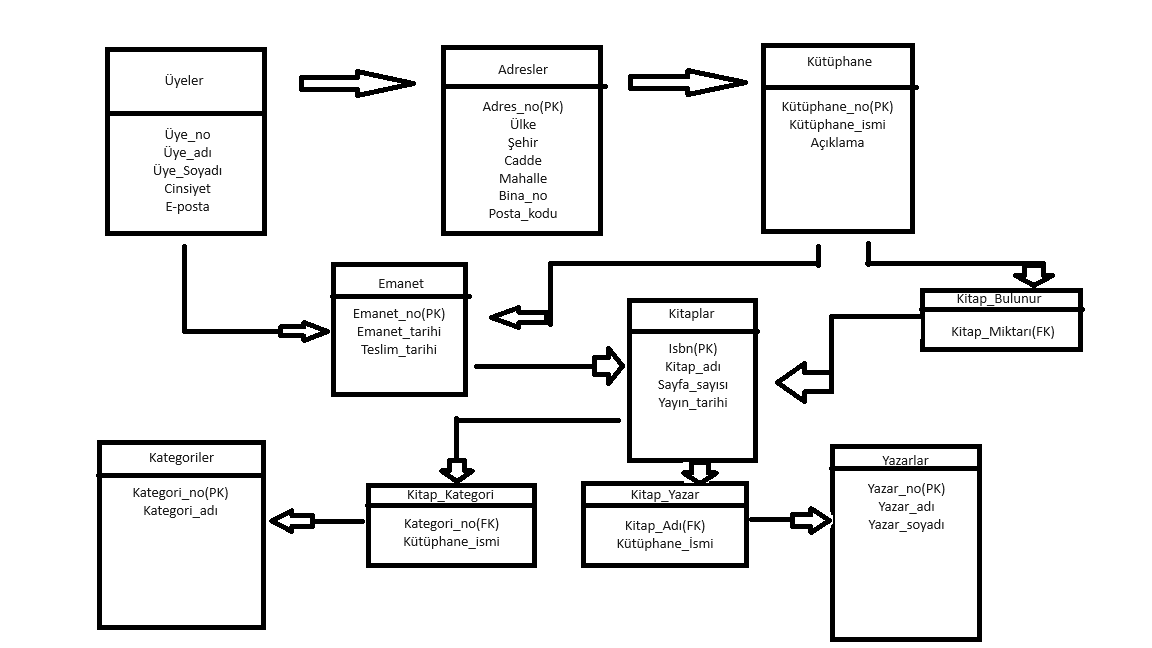 Üyeler
Üye_no
Üye_adı
Üye_Soyadı
Cinsiyet
E-posta
Adresler
Adres_no(PK)
Ülke
Şehir
Cadde
Mahalle
Bina_no
Posta_kodu
Kütüphane
Kütüphane_no(PK)
Kütüphane_ismi
Açıklama
Emanet
Emanet_no(PK)
Emanet_tarihi
Teslim_tarihi
Kitaplar
Isbn(PK)
Kitap_adı
Sayfa_sayısı
Yayın_tarihi
Kitap_Bulunur
Kitap_Miktarı(FK)
Kategoriler
Kategori_no(PK)
Kategori_adı
Kitap_Kategori
Kategori_no(FK)
Kütüphane_ismi
Kitap_Yazar
Kitap_Adı(FK)
Kütüphane_İsmi
Yazarlar
Yazar_no(PK)
Yazar_adı
Yazar_soyadı